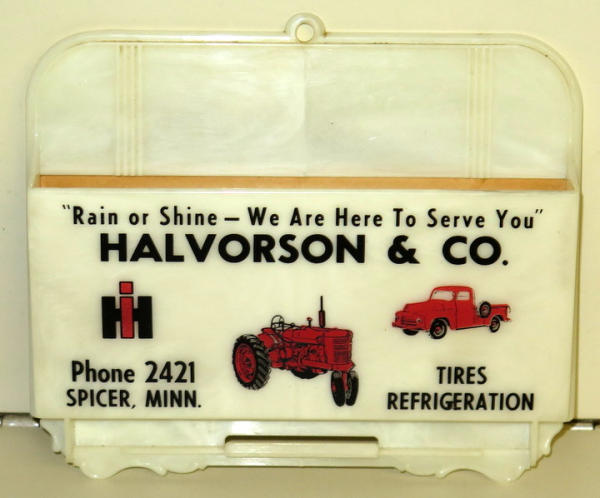 "Rain or Shine – We Are Here To Serve You"
HALVORSON & CO.
IH
Phone 2421
SPICER, MINN.
TIRES
REFRIGERATION